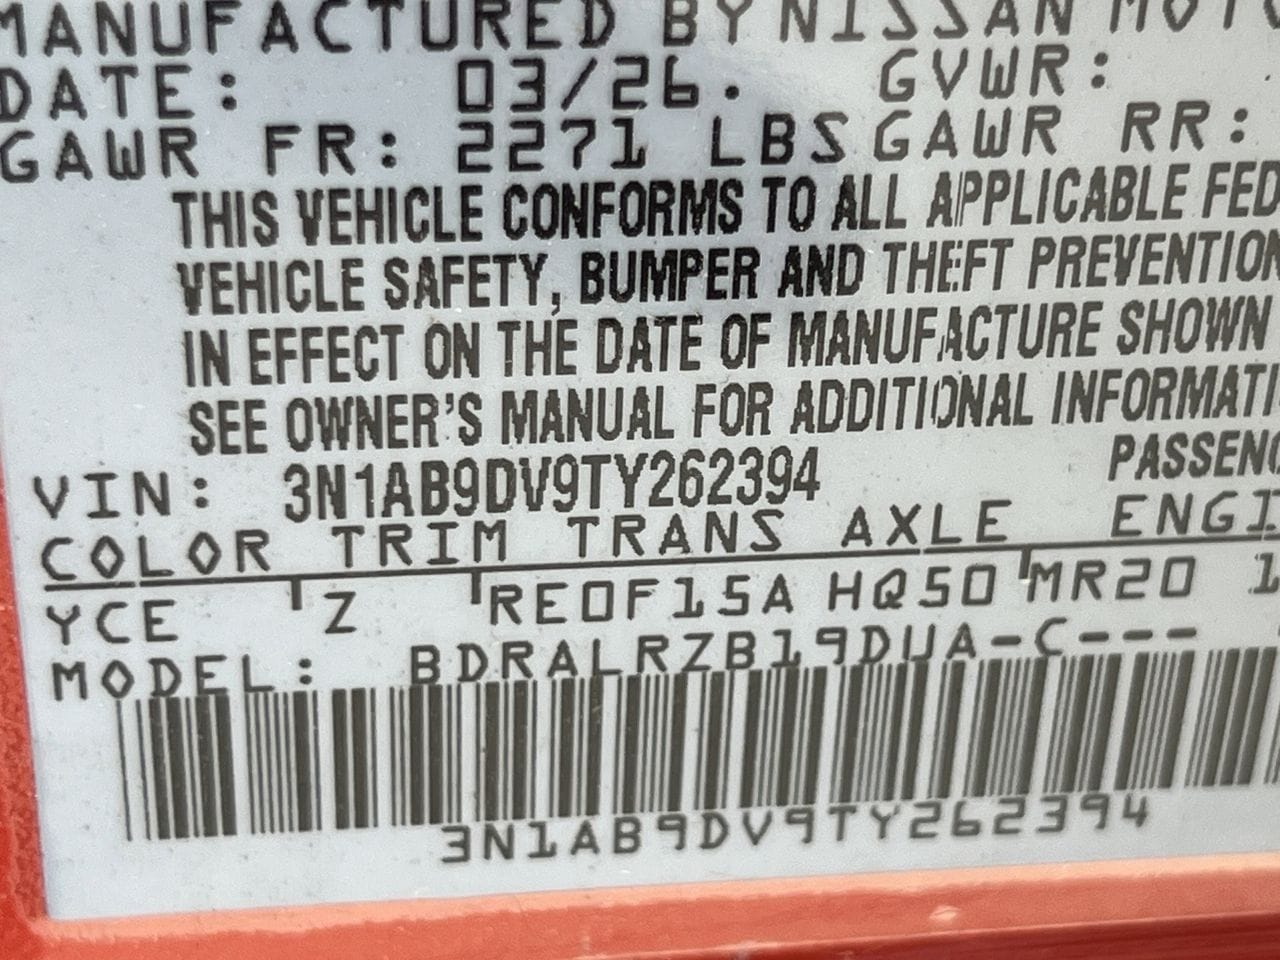 MANUFACTURED BY NISSAN MOTO
DATE: 03/26. GVWR:
GAWR FR: 2271 LBS GAWR RR:
THIS VEHICLE CONFORMS TO ALL APPLICABLE FED
VEHICLE SAFETY, BUMPER AND THEFT PREVENTION
IN EFFECT ON THE DATE OF MANUFACTURE SHOWN
SEE OWNER'S MANUAL FOR ADDITIONAL INFORMATI
PASSENG
VIN: 3N1AB9DV9TY262394
COLOR TRIM TRANS AXLE ENGI
YCE Z RE0F15A HQ50 MR20 1
MODEL: BDRALRZB19DUA-C---
3N1AB9DV9TY262394